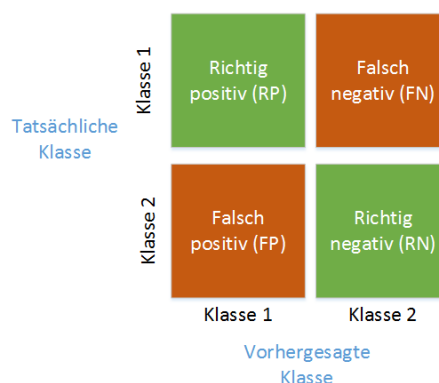 Klasse 1
Richtig
positiv (RP)
Falsch
negativ (FN)
Tatsächliche
Klasse
Klasse 2
Falsch
positiv (FP)
Richtig
negativ (RN)
Klasse 1
Klasse 2
Vorhergesagte
Klasse